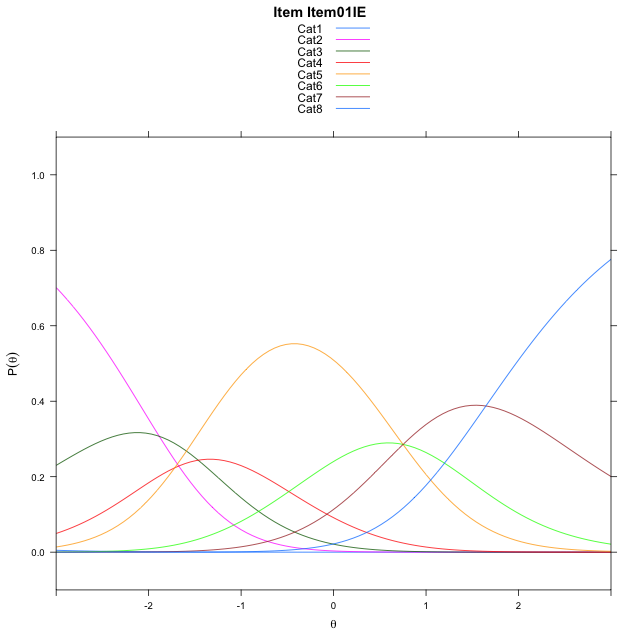 Item Item01IE
Cat1
Cat2
Cat3
Cat4
Cat5
Cat6
Cat7
Cat8
1.0
0.8
0.6
0.4
0.2
0.0
P(θ)
-2 -1 0 1 2
θ